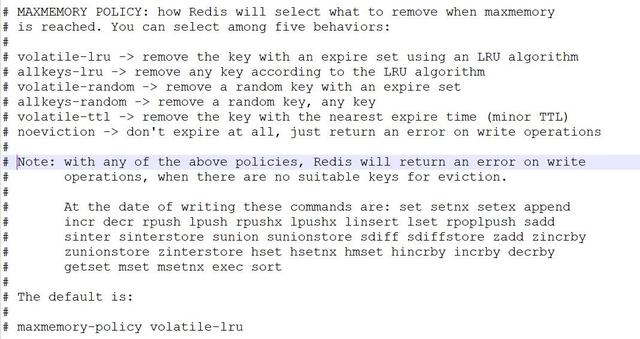 # MAXMEMORY POLICY: how Redis will select what to remove when maxmemory
# is reached. You can select among five behaviors:
#
# volatile-lru -> remove the key with an expire set using an LRU algorithm
# allkeys-lru -> remove any key according to the LRU algorithm
# volatile-random -> remove a random key with an expire set
# allkeys-random -> remove a random key, any key
# volatile-ttl -> remove the key with the nearest expire time (minor TTL)
# noeviction -> don't expire at all, just return an error on write operations
#
# Note: with any of the above policies, Redis will return an error on write
#       operations, when there are no suitable keys for eviction.
#
#       At the date of writing these commands are: set setnx setex append
#       incr decr rpush lpush rpushx lpushx linsert lset rpoplpush sadd
#       sinter sinterstore sunion sunionstore sdiff sdiffstore zadd zincrby
#       zunionstore zinterstore hset hsetnx hmset hincrby incrby decrby
#       getset mset msetnx exec sort
#
# The default is:
#
# maxmemory-policy volatile-lru